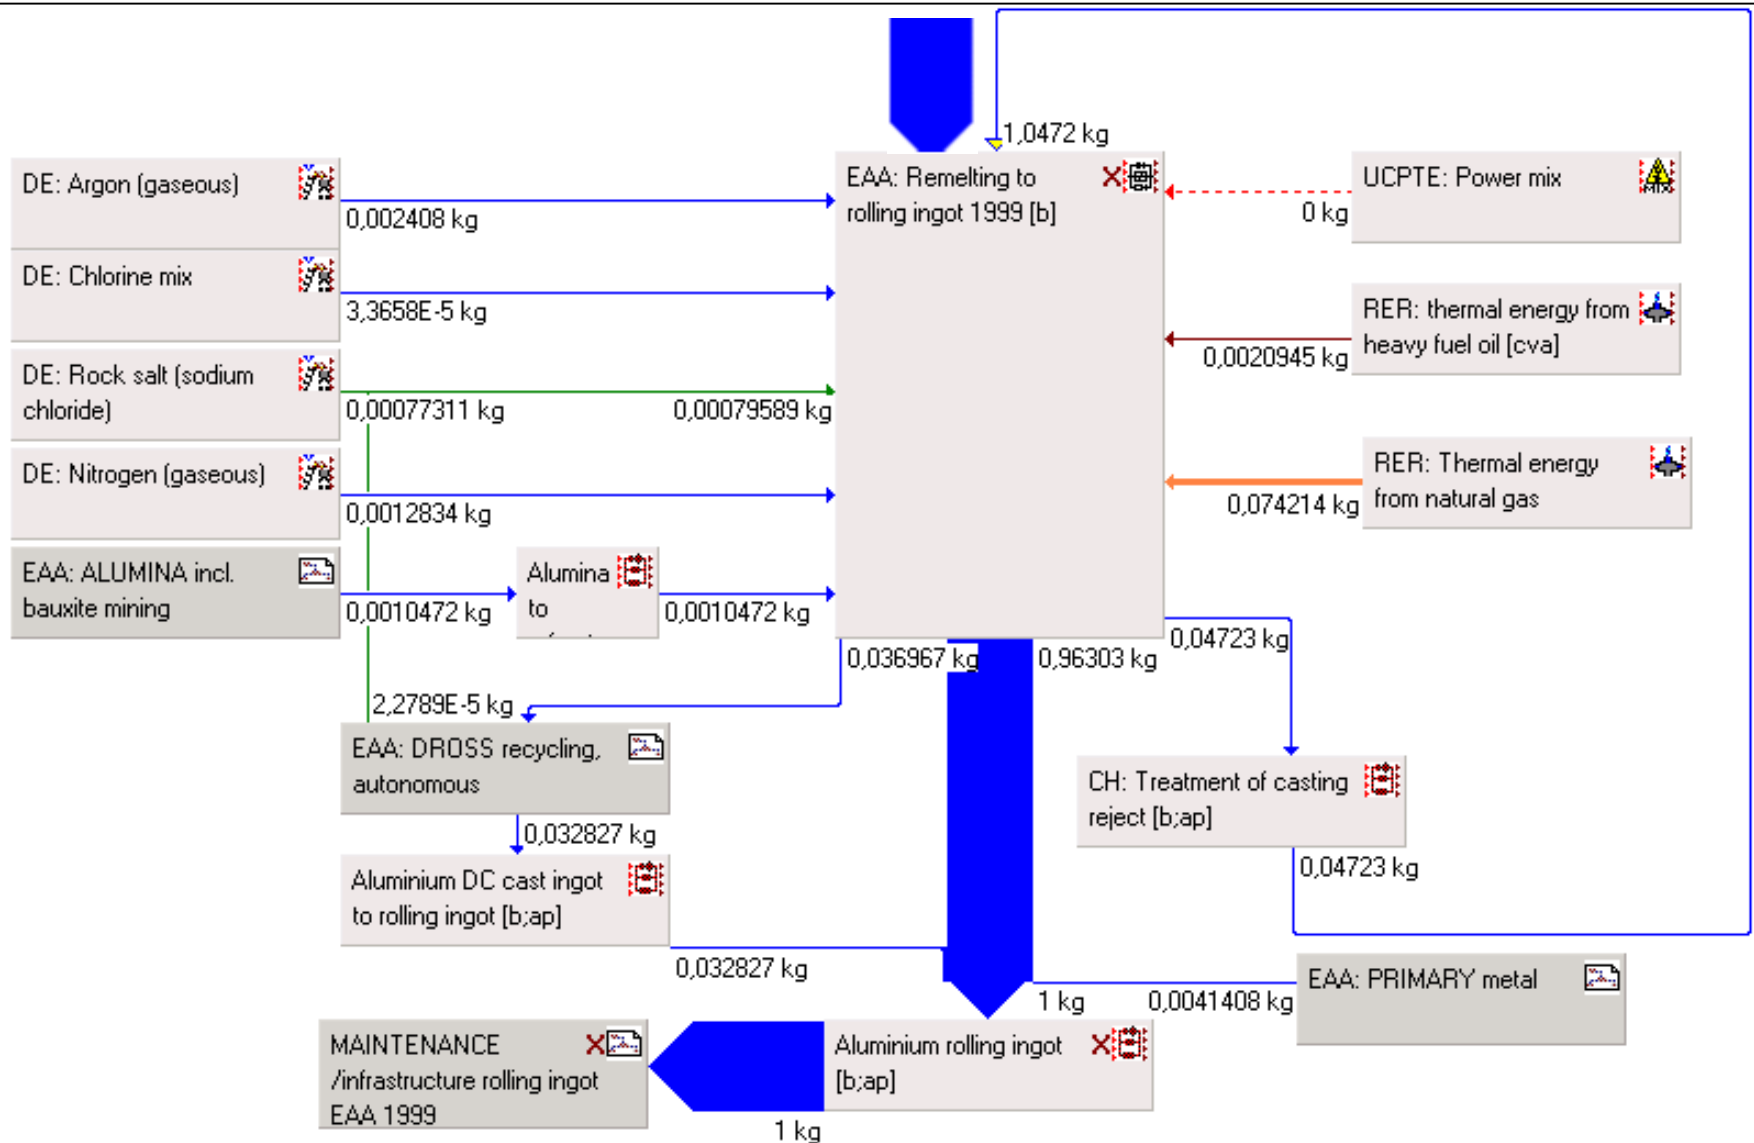 1,0472 kg
DE: Argon (gaseous)
0,002408 kg
EAA: Remelting to
rolling ingot 1999 [b]
UCPTE: Power mix
MIX
0 kg
DE: Chlorine mix
3,3658E-5 kg
RER: thermal energy from
heavy fuel oil [cva]
0,0020945 kg
DE: Rock salt (sodium
chloride)
0,00077311 kg
0,00079589 kg
DE: Nitrogen (gaseous)
0,0012834 kg
RER: Thermal energy
from natural gas
0,074214 kg
EAA: ALUMINA incl.
bauxite mining
0,0010472 kg
Alumina
to
0,0010472 kg
0,036967 kg
0,96303 kg
0,04723 kg
2,2789E-5 kg
EAA: DROSS recycling,
autonomous
0,032827 kg
CH: Treatment of casting
reject [b;ap]
0,04723 kg
Aluminium DC cast ingot
to rolling ingot [b;ap]
0,032827 kg
EAA: PRIMARY metal
0,0041408 kg
1 kg
Aluminium rolling ingot
[b;ap]
MAINTENANCE
/infrastructure rolling ingot
EAA 1999
1 kg